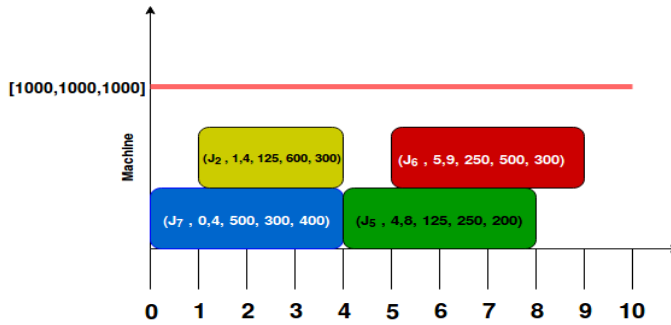 [1000,1000,1000]
Machine
(J2 , 1,4, 125, 600, 300)
(J6 , 5,9, 250, 500, 300)
(J7 , 0,4, 500, 300, 400)
(J5 , 4,8, 125, 250, 200)
0 1 2 3 4 5 6 7 8 9 10